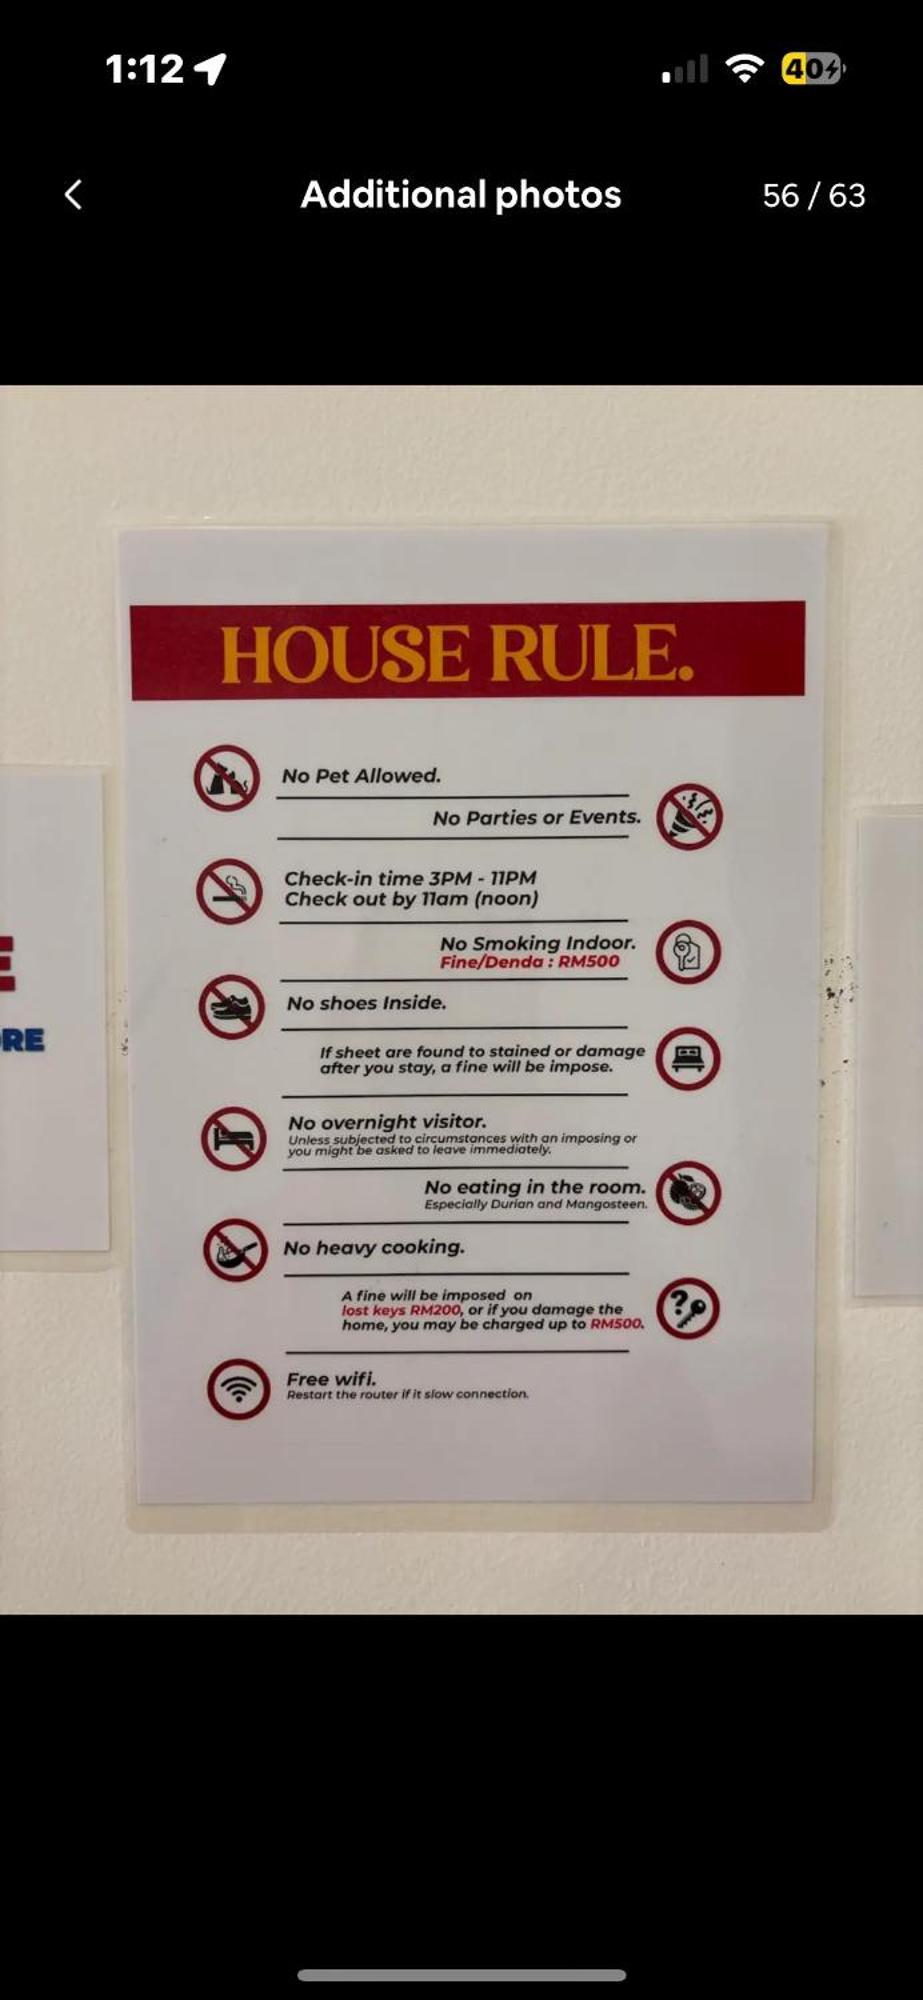 1:12
40
Additional photos
56 / 63
HOUSE RULE.
No Pet Allowed.
No Parties or Events.
Check-in time 3PM - 11PM
Check out by 11am (noon)
No Smoking Indoor.
Fine/Denda : RM500
No shoes Inside.
If sheet are found to stained or damage
after you stay, a fine will be impose.
No overnight visitor.
Unless subjected to circumstances with an imposing or
you might be asked to leave immediately.
No eating in the room.
Especially Durian and Mangosteen.
No heavy cooking.
A fine will be imposed on
lost keys RM200, or if you damage the
home, you may be charged up to RM500.
Free wifi.
Restart the router if it slow connection.
E
RE